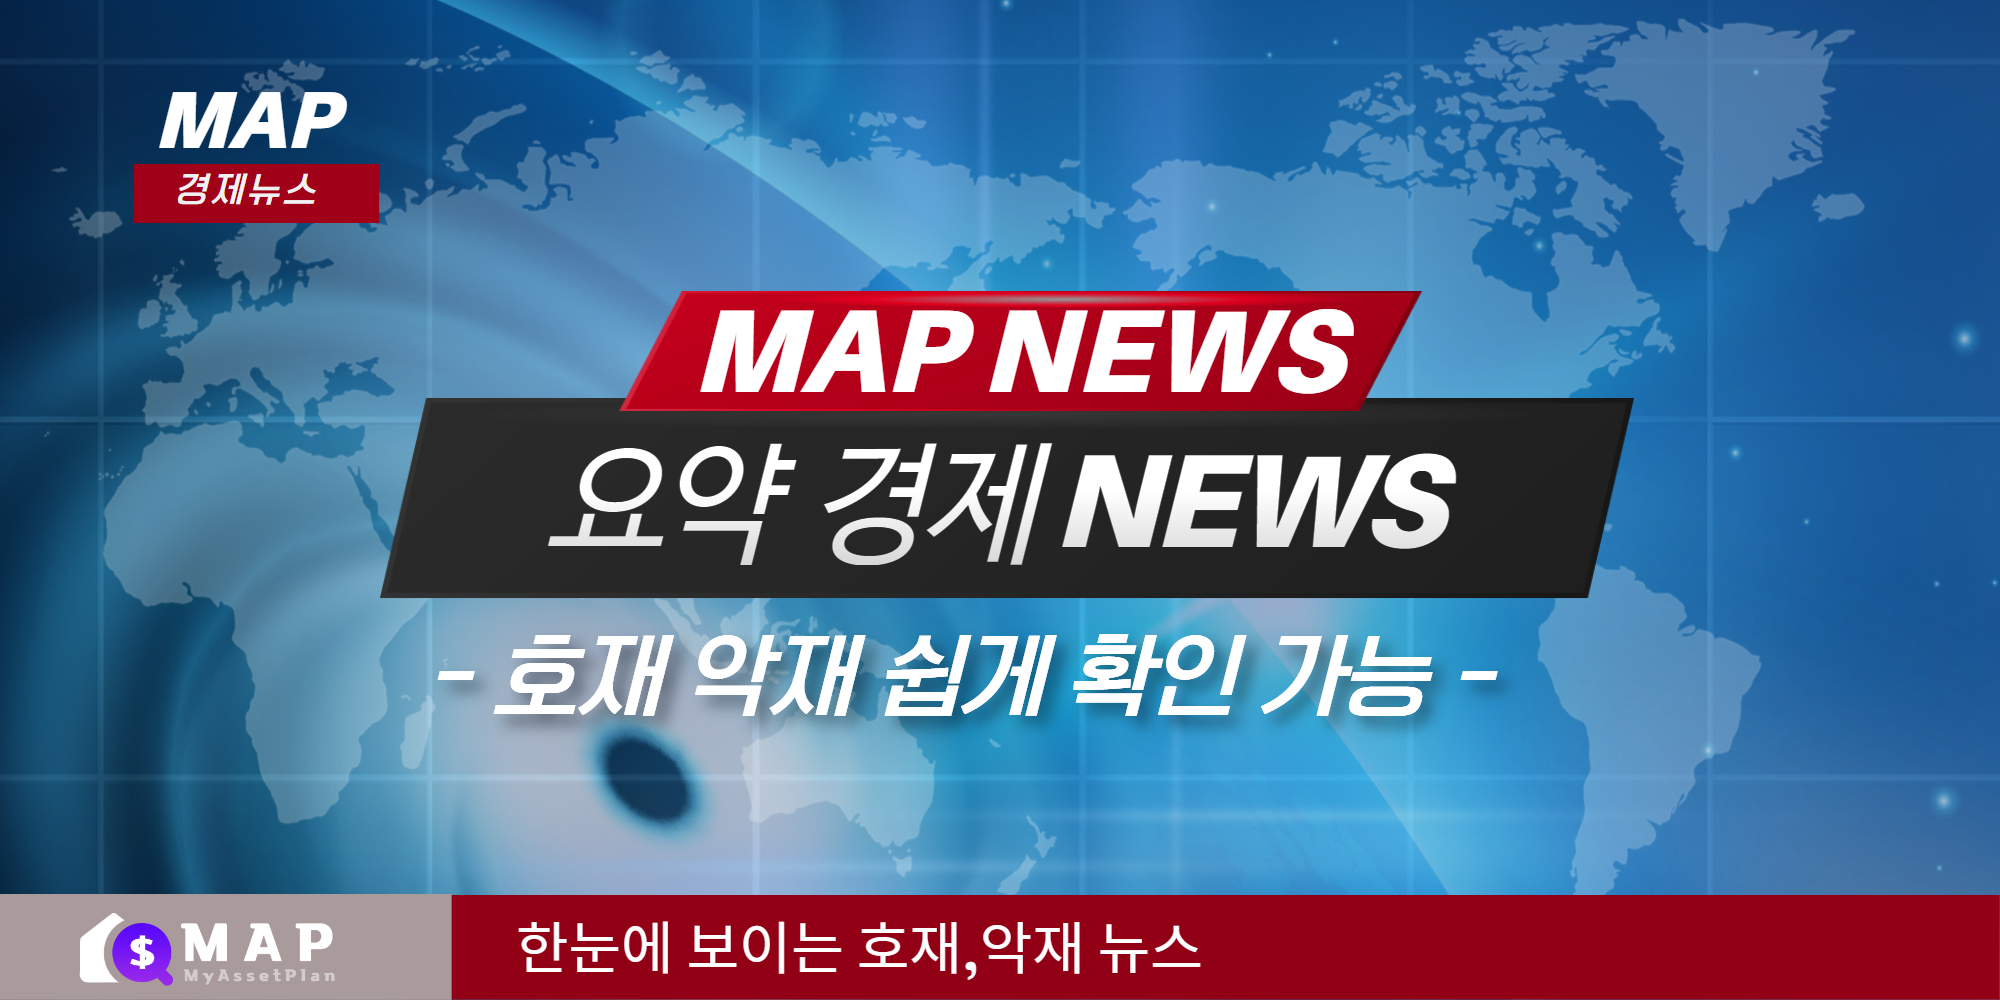 MAP
경제뉴스
MAP NEWS
요약 경제 NEWS
- 호재 악재 쉽게 확인 가능 -
$ MAP
MyAssetPlan
한눈에 보이는 호재,악재 뉴스